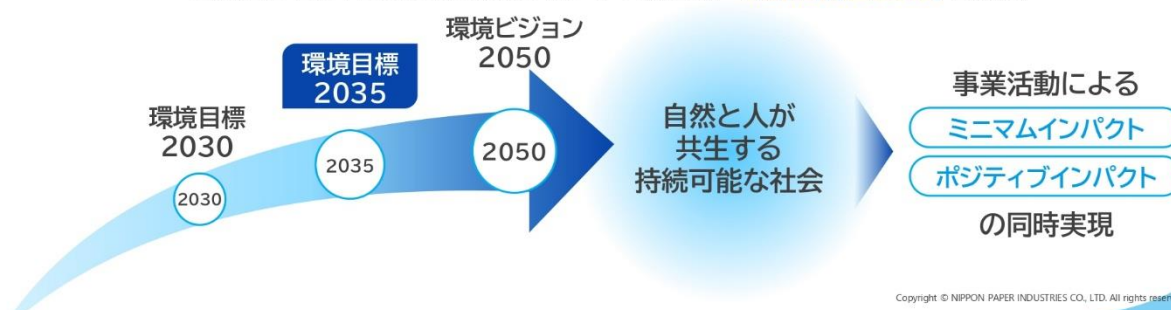 環境ビジョン
2050
環境目標
2035
環境目標
2030
2030
2035
2050
自然と人が
共生する
持続可能な社会
事業活動による
ミニマムインパクト
ポジティブインパクト
の同時実現
Copyright © NIPPON PAPER INDUSTRIES CO., LTD. All rights